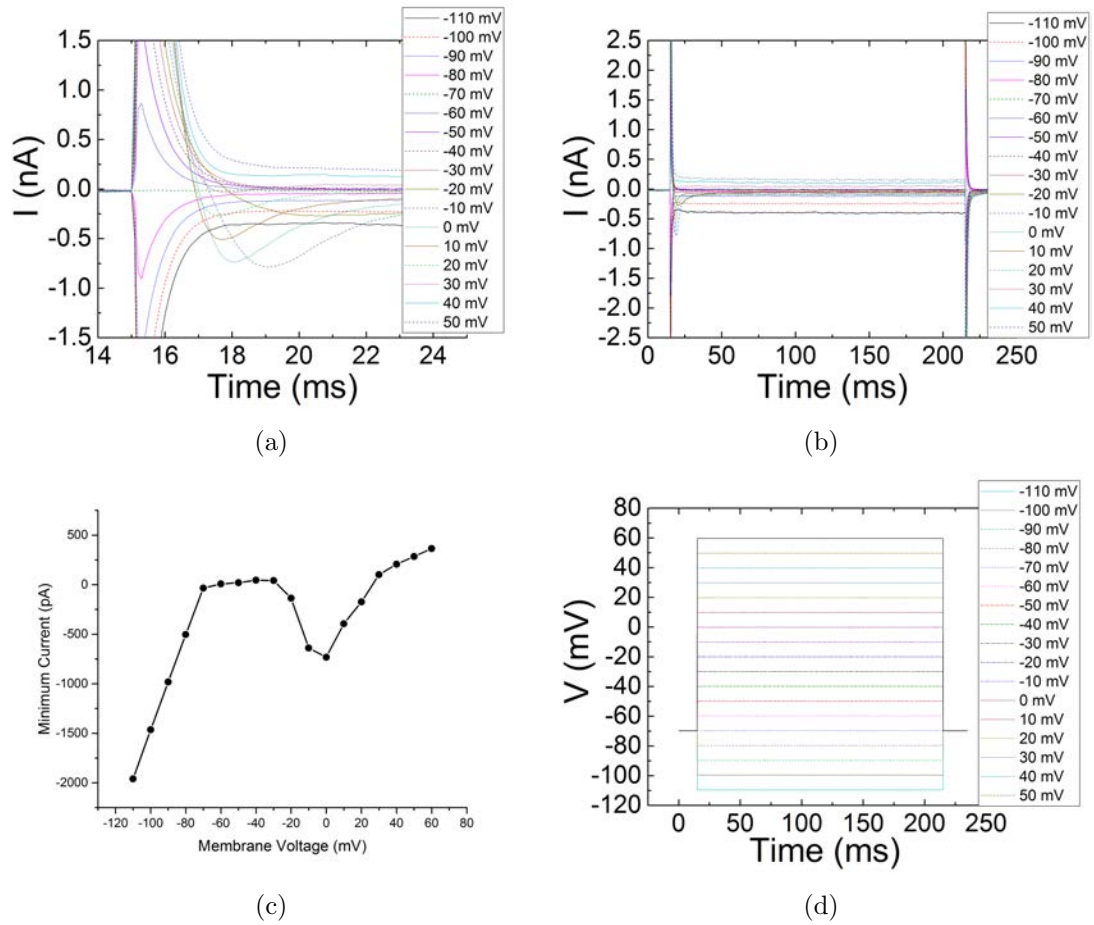 1.5
1.0
0.5
0.0
-0.5
-1.0
-1.5
I (nA)
14 16 18 20 22 24
Time (ms)
-110 mV
-100 mV
-90 mV
-80 mV
-70 mV
-60 mV
-50 mV
-40 mV
-30 mV
-20 mV
-10 mV
0 mV
10 mV
20 mV
30 mV
40 mV
50 mV
(a)
2.5
2.0
1.5
1.0
0.5
0.0
-0.5
-1.0
-1.5
-2.0
-2.5
I (nA)
0 50 100 150 200 250
Time (ms)
-110 mV
-100 mV
-90 mV
-80 mV
-70 mV
-60 mV
-50 mV
-40 mV
-30 mV
-20 mV
-10 mV
0 mV
10 mV
20 mV
30 mV
40 mV
50 mV
(b)
500
0
-500
-1000
-1500
-2000
Minimum Current (pA)
-120 -100 -80 -60 -40 -20 0 20 40 60 80
Membrane Voltage (mV)
(c)
80
60
40
20
0
-20
-40
-60
-80
-100
-120
V (mV)
0 50 100 150 200 250
Time (ms)
-110 mV
-100 mV
-90 mV
-80 mV
-70 mV
-60 mV
-50 mV
-40 mV
-30 mV
-20 mV
-10 mV
0 mV
10 mV
20 mV
30 mV
40 mV
50 mV
(d)